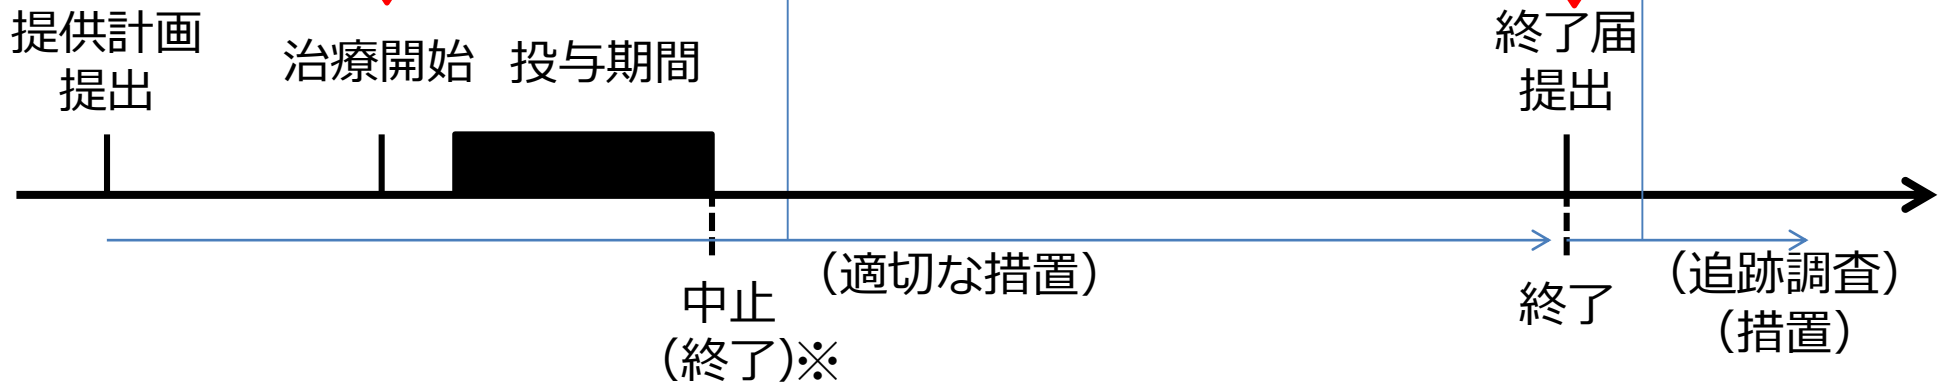 提供計画
提出
治療開始
投与期間
終了届
提出
（適切な措置）
中止
（終了）※
終了
（追跡調査）
（措置）